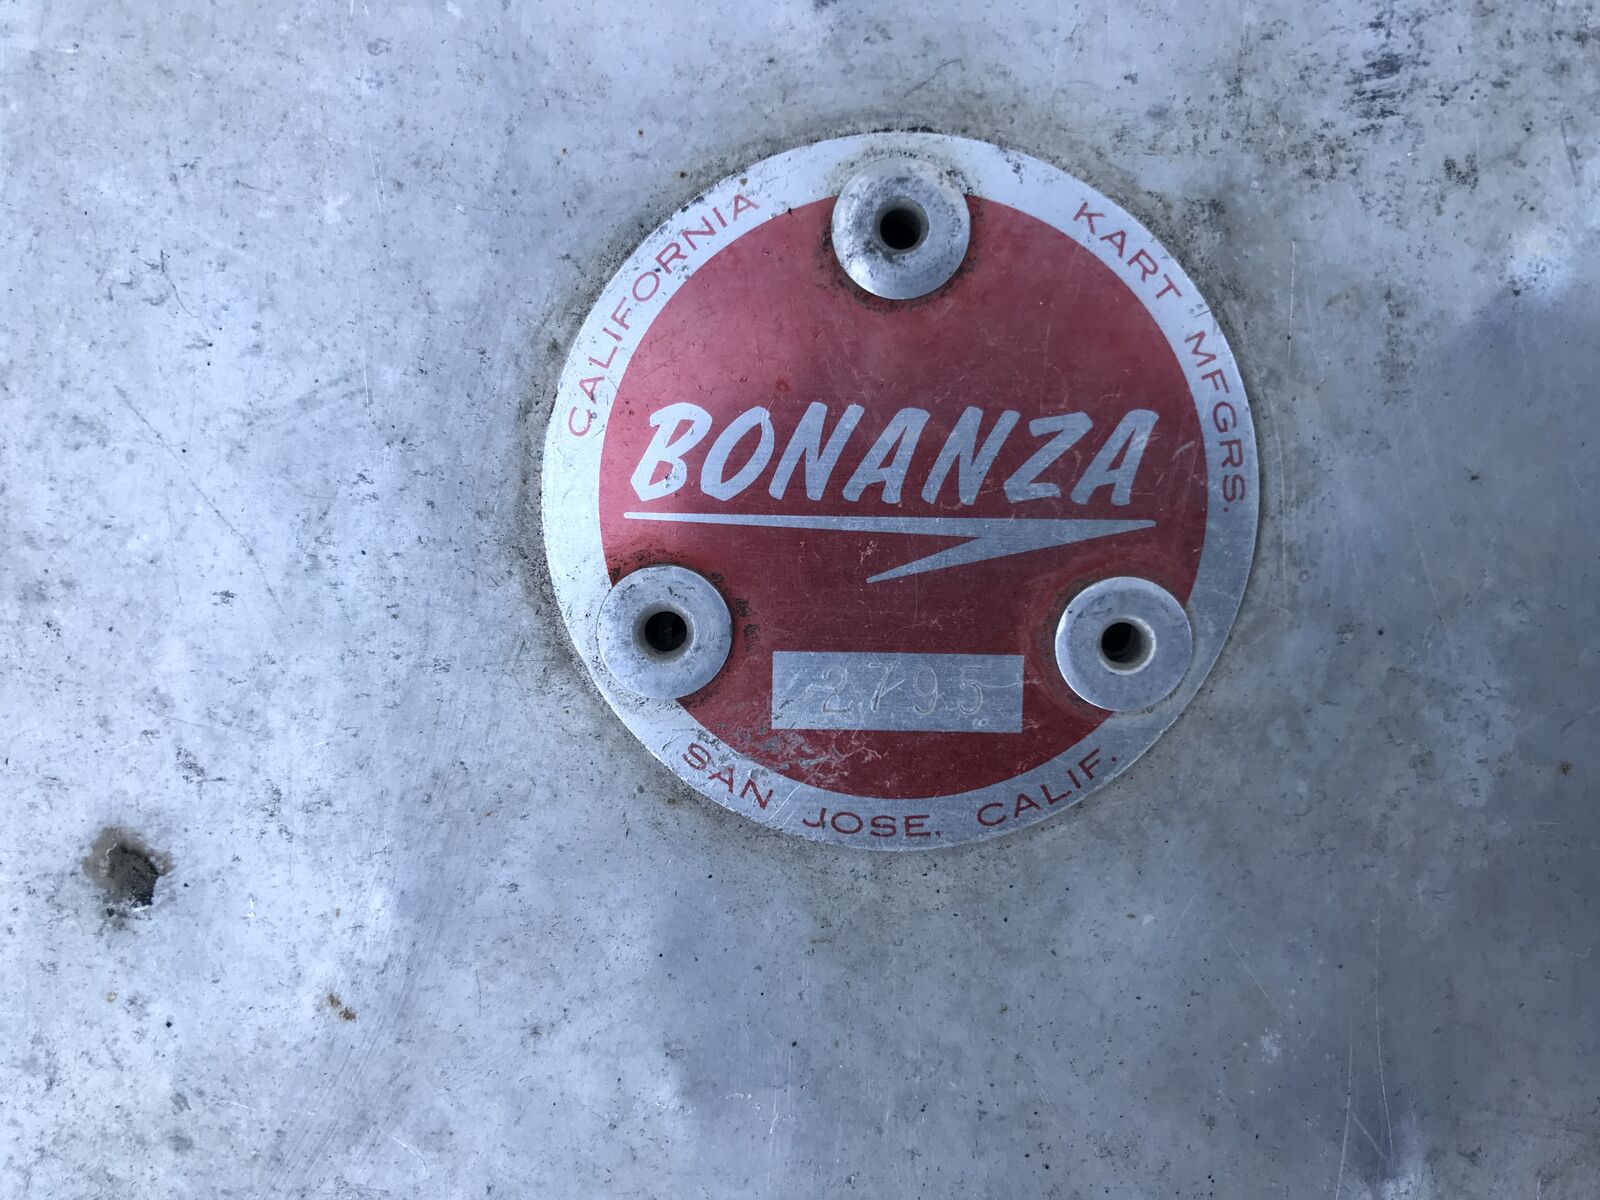 CALIFORNIA KART MFGRS.
BONANZA
2795
SAN JOSE, CALIF.